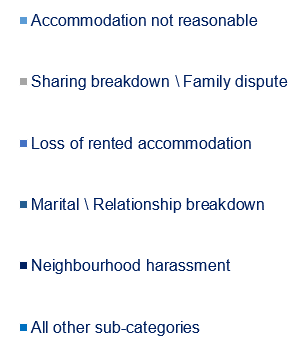 Accommodation not reasonable
Sharing breakdown \ Family dispute
Loss of rented accommodation
Marital \ Relationship breakdown
Neighbourhood harassment
All other sub-categories